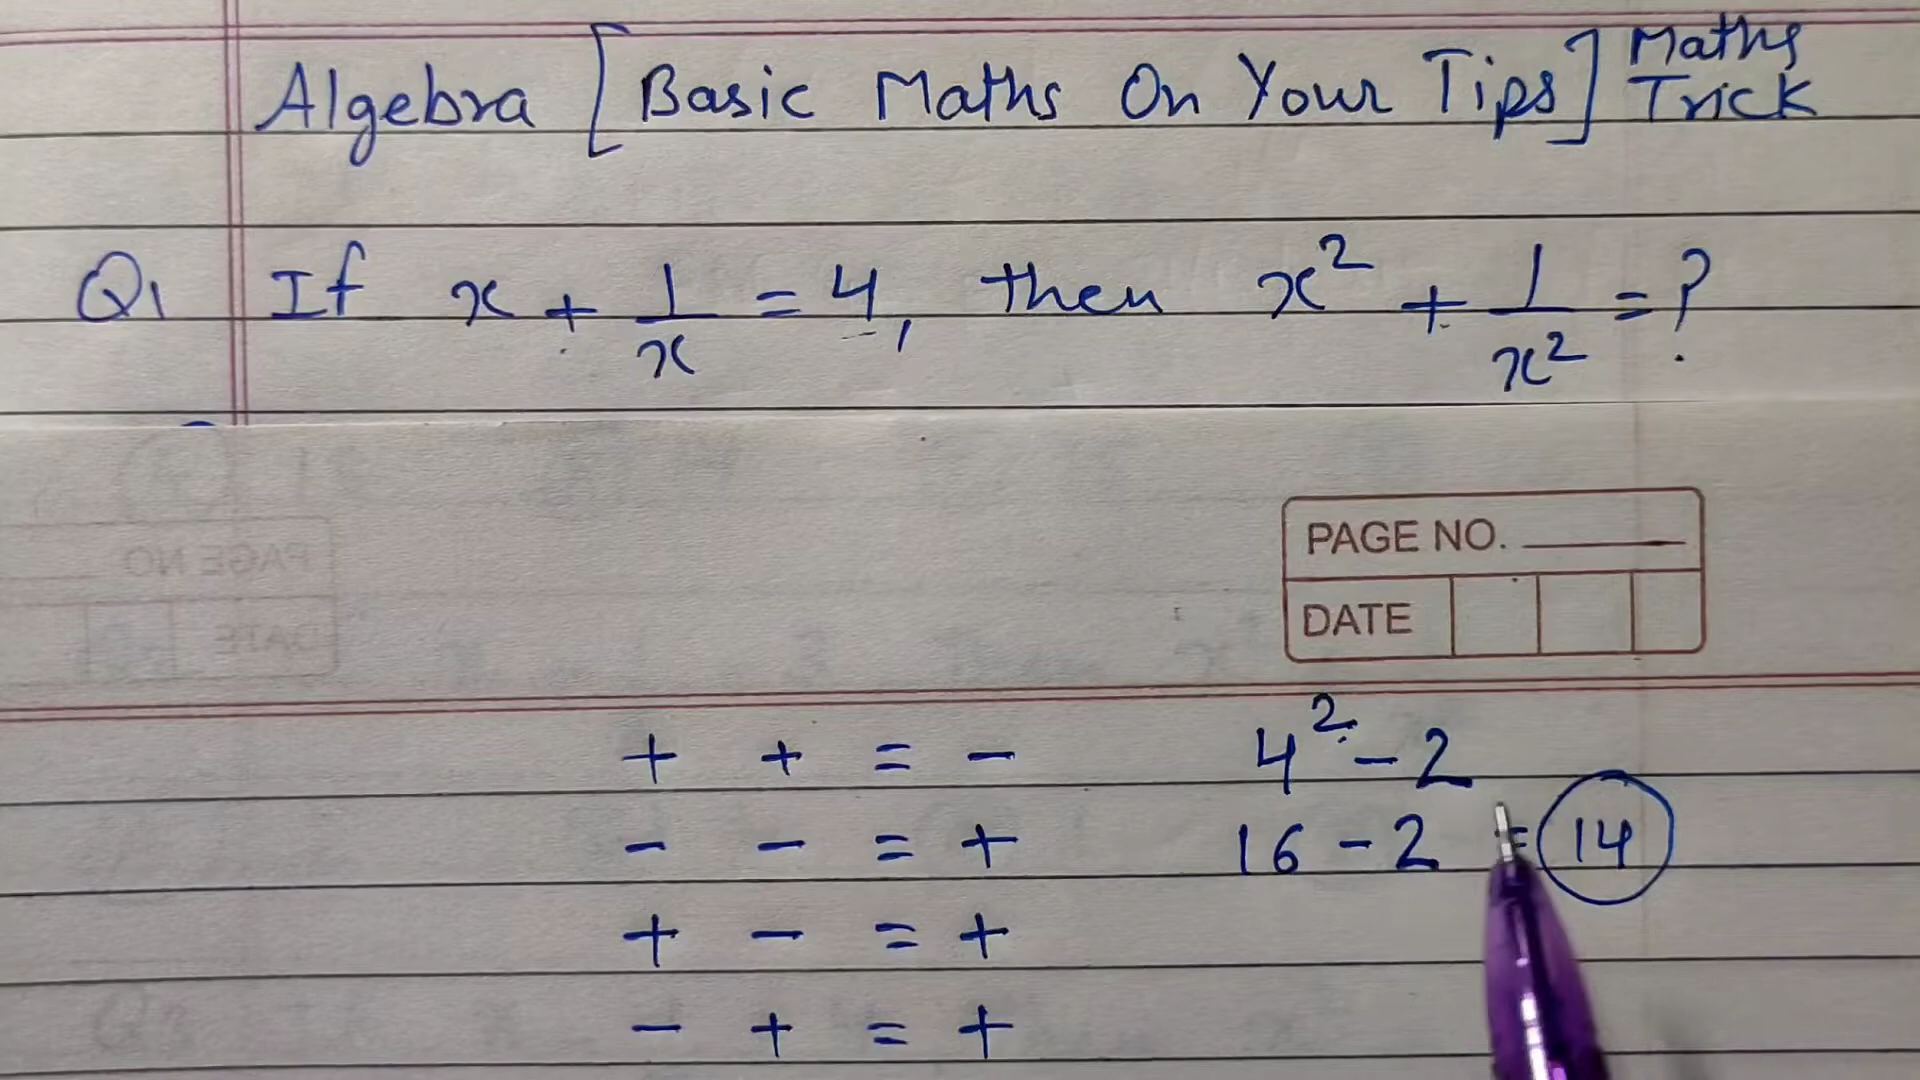 Algebra [Basic Maths On Your Tips] Maths Trick
Q1 If x + 1/x = 4, then x² + 1/x² = ?
PAGE NO.
DATE
+ + = - 4² - 2
- - = + 16 - 2 = 14
+ - = +
- + = +